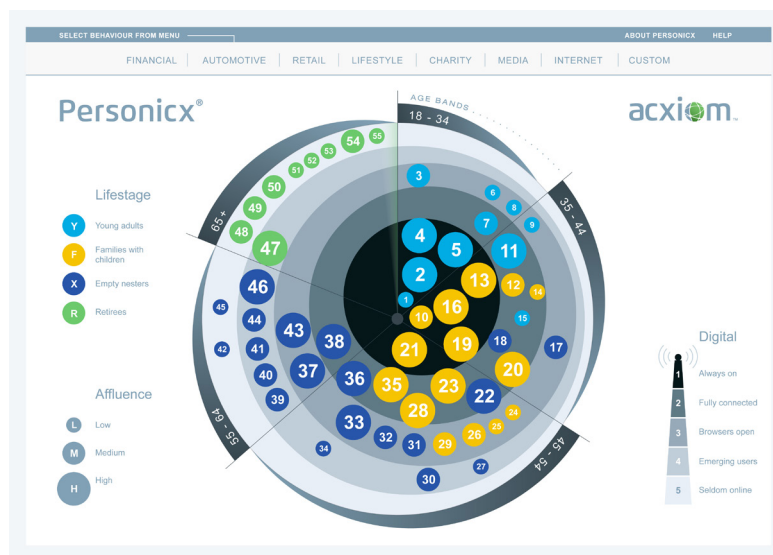 SELECT BEHAVIOUR FROM MENU
ABOUT PERSONICX HELP
FINANCIAL AUTOMOTIVE RETAIL LIFESTYLE CHARITY MEDIA INTERNET CUSTOM
Personicx®
acxiom™
AGE BANDS
18 - 34
35 - 44
45 - 54
55 - 64
65+
Lifestage
Y Young adults
F Families with
children
X Empty nesters
R Retirees
Affluence
L Low
M Medium
H High
Digital
1 Always on
2 Fully connected
3 Browsers open
4 Emerging users
5 Seldom online
1
2
3
4
5
6
7
8
9
10
11
12
13
14
15
16
17
18
19
20
21
22
23
24
25
26
27
28
29
30
31
32
33
34
35
36
37
38
39
40
41
42
43
44
45
46
47
48
49
50
51
52
53
54
55